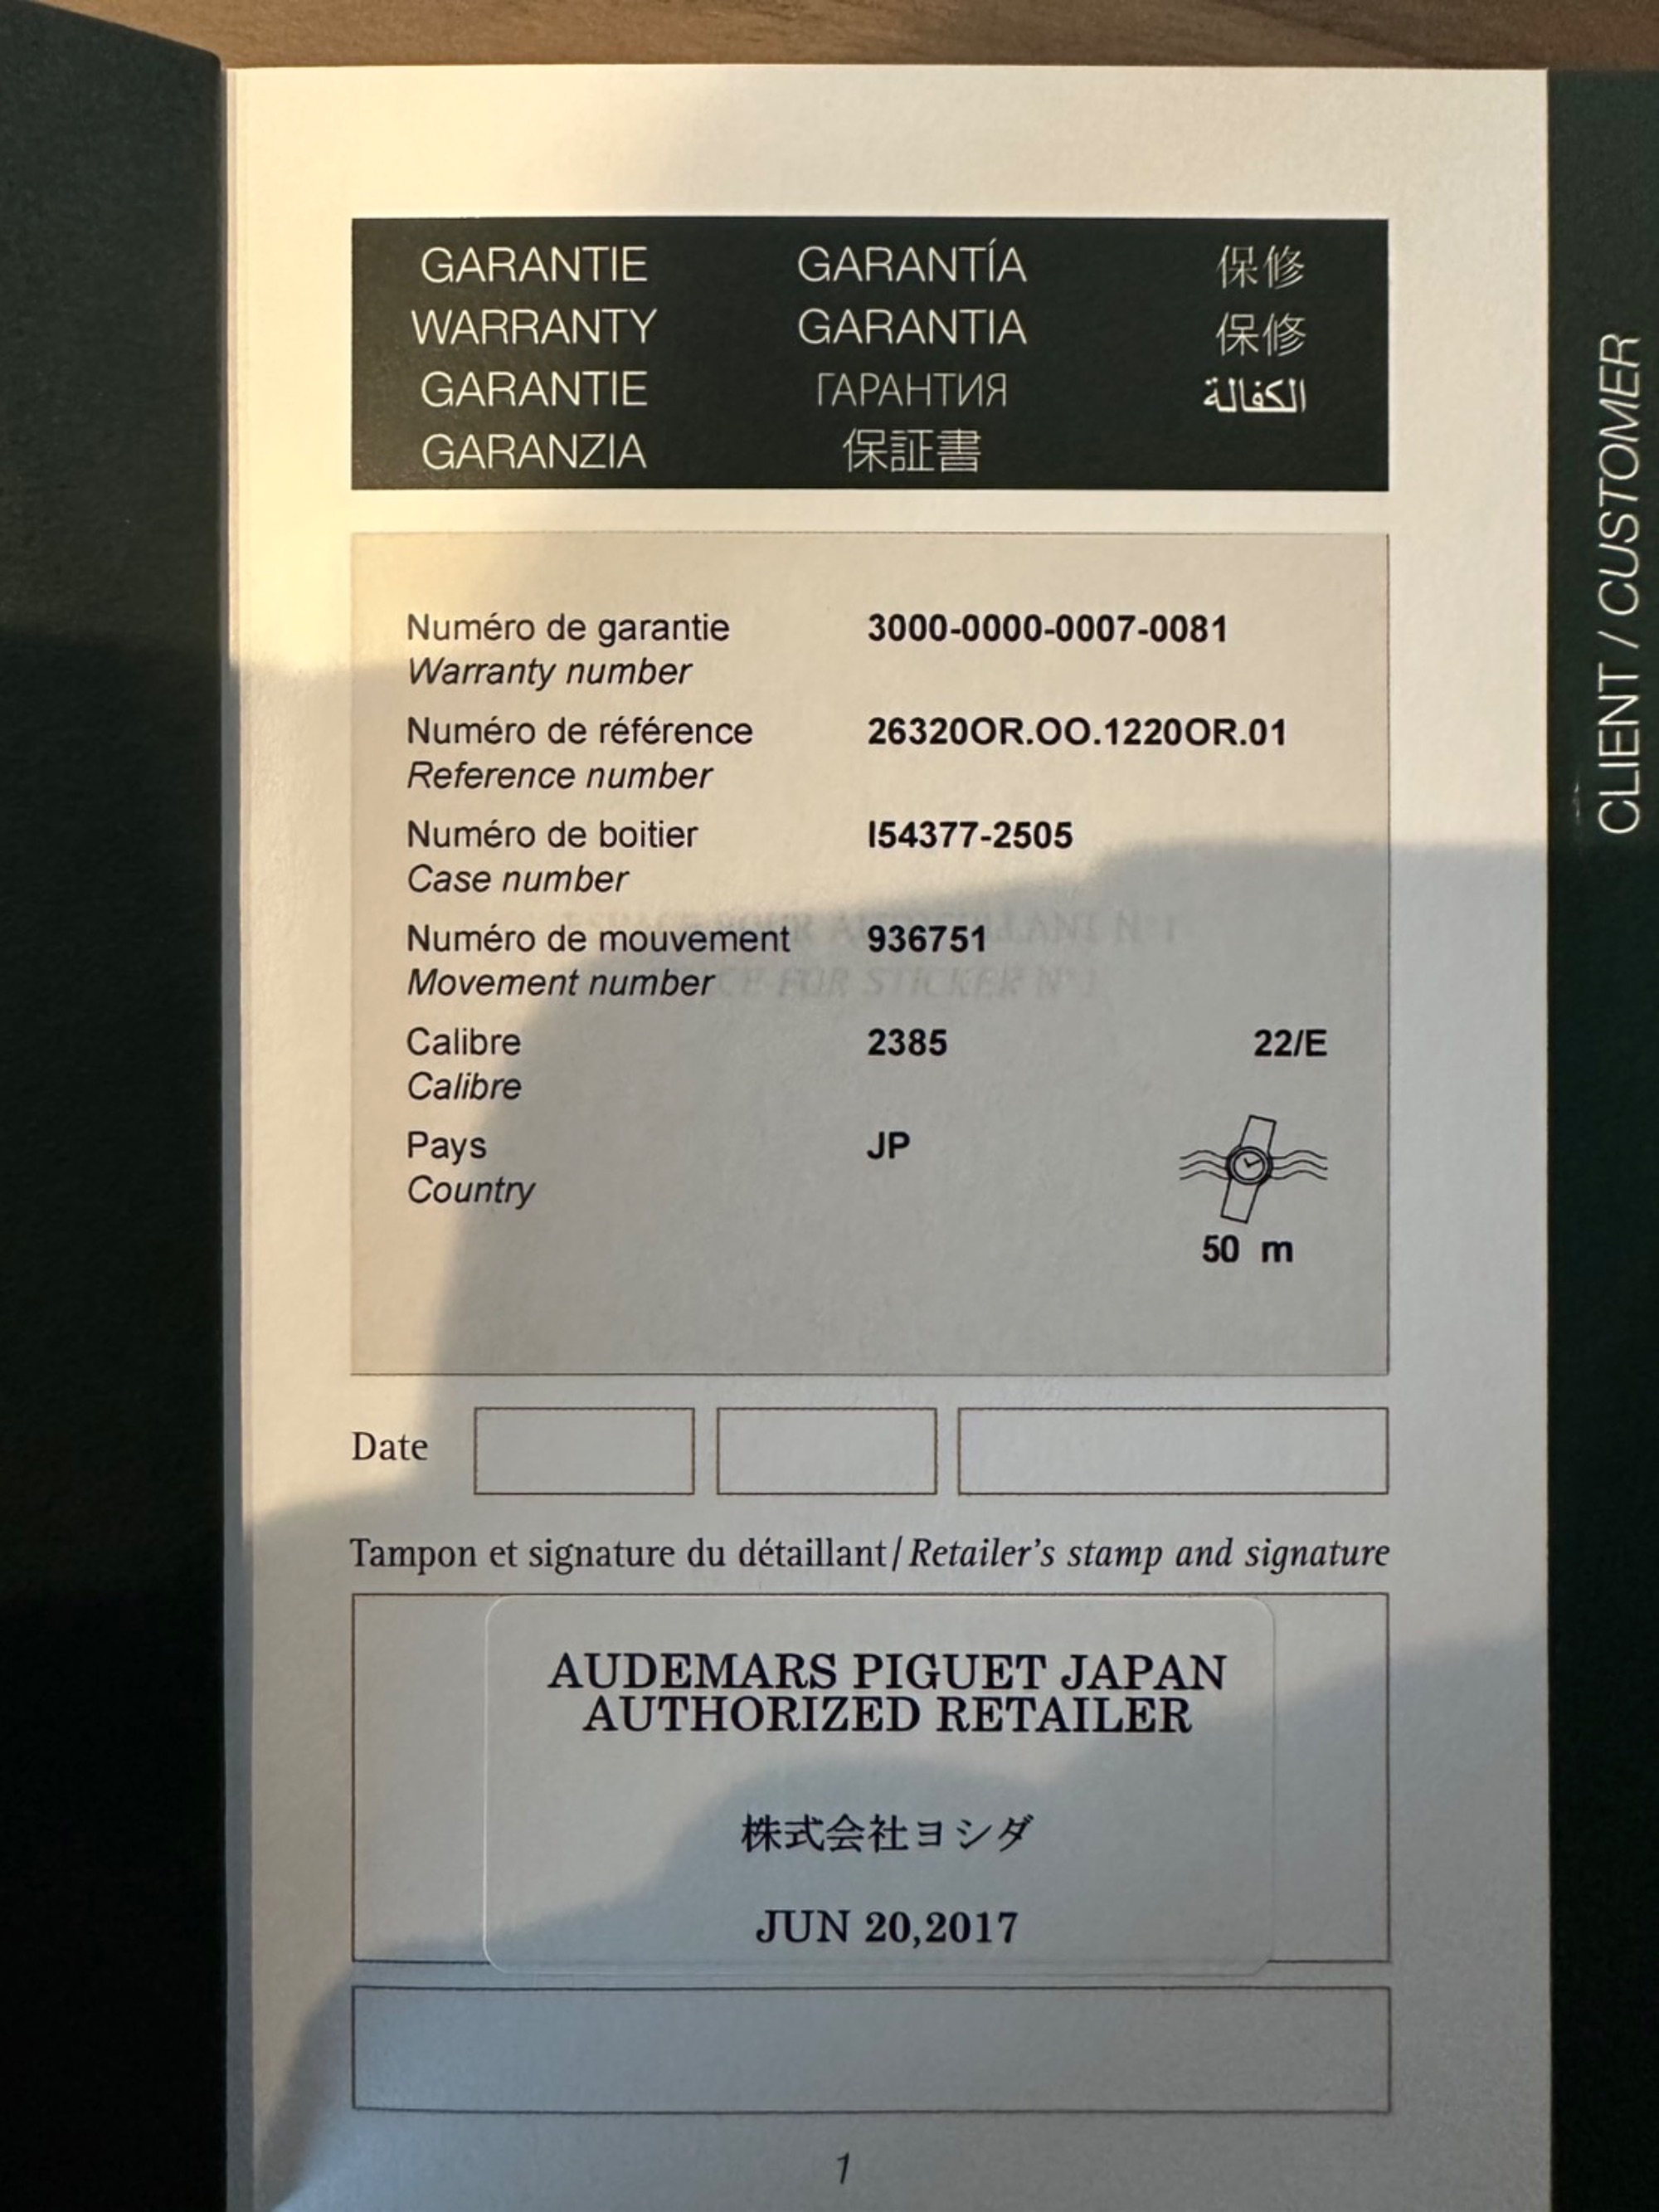 GARANTIE
WARRANTY
GARANTIE
GARANZIA
GARANTÍA
GARANTIA
ГАРАНТИЯ
保証書
保修
保修
الكفالة
CLIENT / CUSTOMER
Numéro de garantie 3000-0000-0007-0081
Warranty number
Numéro de référence 26320OR.OO.1220OR.01
Reference number
Numéro de boitier I54377-2505
Case number
Numéro de mouvement 936751
Movement number
Calibre 2385 22/E
Calibre
Pays JP
Country
50 m
Date
Tampon et signature du détaillant / Retailer's stamp and signature
AUDEMARS PIGUET JAPAN
AUTHORIZED RETAILER
株式会社ヨシダ
JUN 20,2017
1